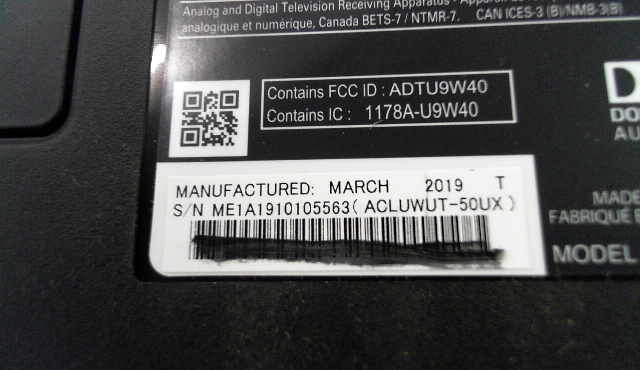 Analog and Digital Television Receiving Apparatus - Appareil
analogique et numérique, Canada BETS-7 / NTMR-7. CAN ICES-3 (B)/NMB-3(B)
Contains FCC ID : ADTU9W40
Contains IC : 1178A-U9W40
MANUFACTURED: MARCH 2019 T
S/N ME1A1910105563(ACLUWUT-50UX)
MADE
FABRIQUÉ
MODEL